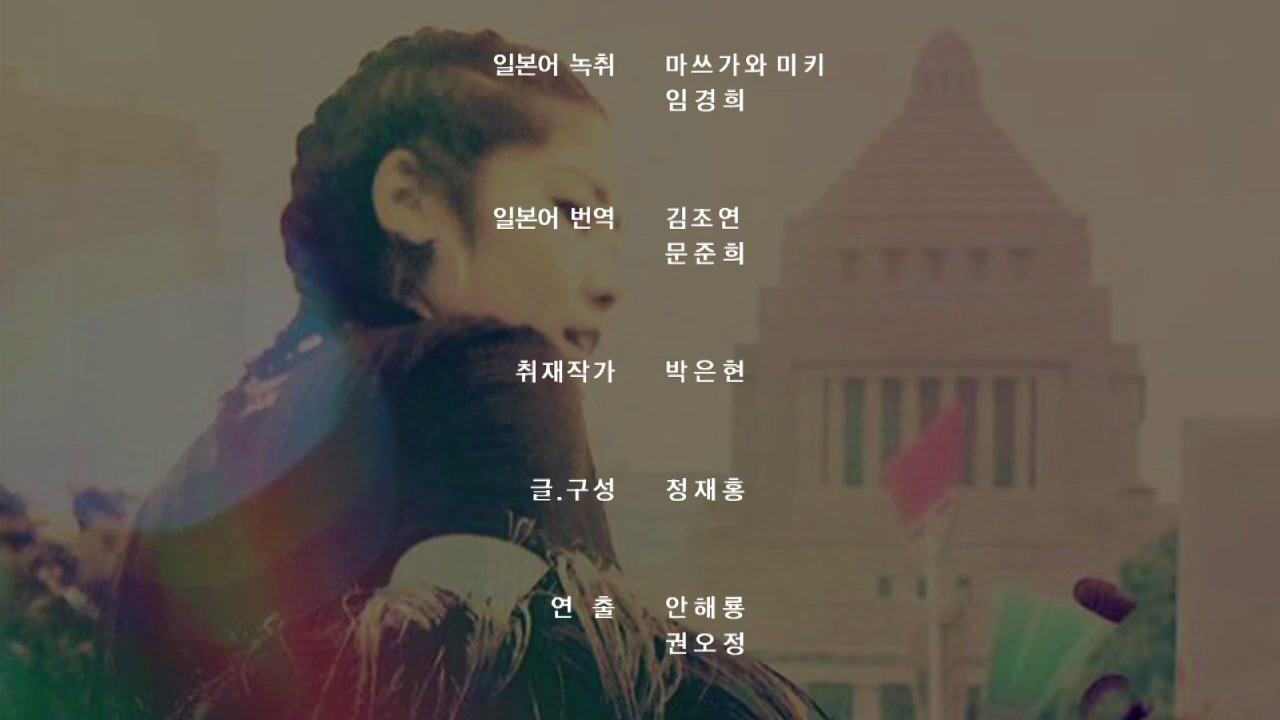 일본어 녹취 마쓰가와 미키
임경희
일본어 번역 김조연
문준희
취재작가 박은현
글.구성 정재홍
연 출 안해룡
권오정